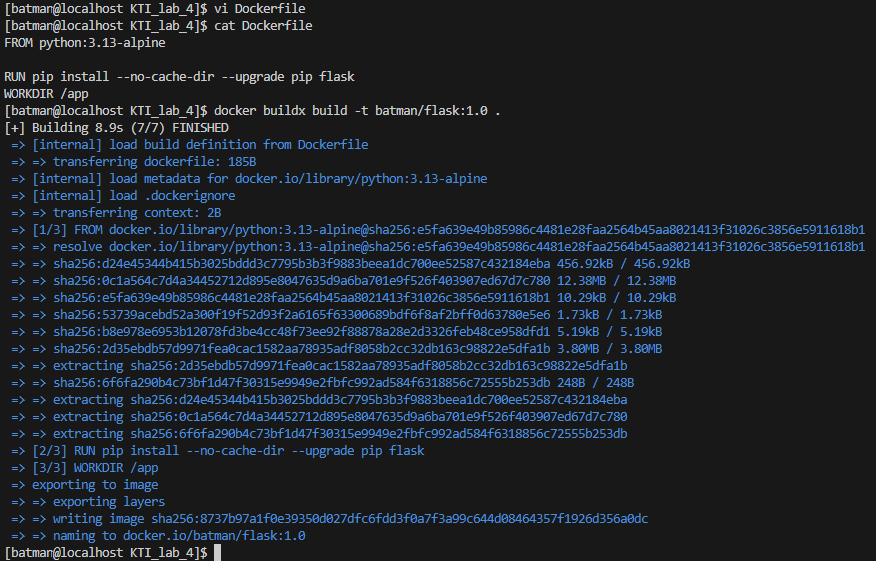 [batman@localhost KTI_lab_4]$ vi Dockerfile
[batman@localhost KTI_lab_4]$ cat Dockerfile
FROM python:3.13-alpine

RUN pip install --no-cache-dir --upgrade pip flask
WORKDIR /app
[batman@localhost KTI_lab_4]$ docker buildx build -t batman/flask:1.0 .
[+] Building 8.9s (7/7) FINISHED
=> [internal] load build definition from Dockerfile
=> => transferring dockerfile: 185B
=> [internal] load metadata for docker.io/library/python:3.13-alpine
=> [internal] load .dockerignore
=> => transferring context: 2B
=> [1/3] FROM docker.io/library/python:3.13-alpine@sha256:e5fa639e49b85986c4481e28faa2564b45aa8021413f31026c3856e5911618b1
=> => resolve docker.io/library/python:3.13-alpine@sha256:e5fa639e49b85986c4481e28faa2564b45aa8021413f31026c3856e5911618b1
=> => sha256:d24e45344b415b3025bddd3c7795b3b3f9883beea1dc700ee52587c432184eba 456.92kB / 456.92kB
=> => sha256:0c1a564c7d4a34452712d895e8047635d9a6ba701e9f526f403907ed67d7c780 12.38MB / 12.38MB
=> => sha256:e5fa639e49b85986c4481e28faa2564b45aa8021413f31026c3856e5911618b1 10.29kB / 10.29kB
=> => sha256:53739acebd52a300f19f52d93f2a6165f63300689bdf6f8af2bff0d63780e5e6 1.73kB / 1.73kB
=> => sha256:b8e978e6953b12078fd3be4cc48f73ee92f88878a28e2d3326feb48ce958dfd1 5.19kB / 5.19kB
=> => sha256:2d35ebdb57d9971fea0cac1582aa78935adf8058b2cc32db163c98822e5dfa1b 3.80MB / 3.80MB
=> => extracting sha256:2d35ebdb57d9971fea0cac1582aa78935adf8058b2cc32db163c98822e5dfa1b
=> => sha256:6f6fa290b4c73bf1d47f30315e9949e2fbfc992ad584f6318856c72555b253db 248B / 248B
=> => extracting sha256:d24e45344b415b3025bddd3c7795b3b3f9883beea1dc700ee52587c432184eba
=> => extracting sha256:0c1a564c7d4a34452712d895e8047635d9a6ba701e9f526f403907ed67d7c780
=> => extracting sha256:6f6fa290b4c73bf1d47f30315e9949e2fbfc992ad584f6318856c72555b253db
=> [2/3] RUN pip install --no-cache-dir --upgrade pip flask
=> [3/3] WORKDIR /app
=> exporting to image
=> => exporting layers
=> => writing image sha256:8737b97a1f0e39350d027dfc6fdd3f0a7f3a99c644d08464357f1926d356a0dc
=> => naming to docker.io/batman/flask:1.0
[batman@localhost KTI_lab_4]$